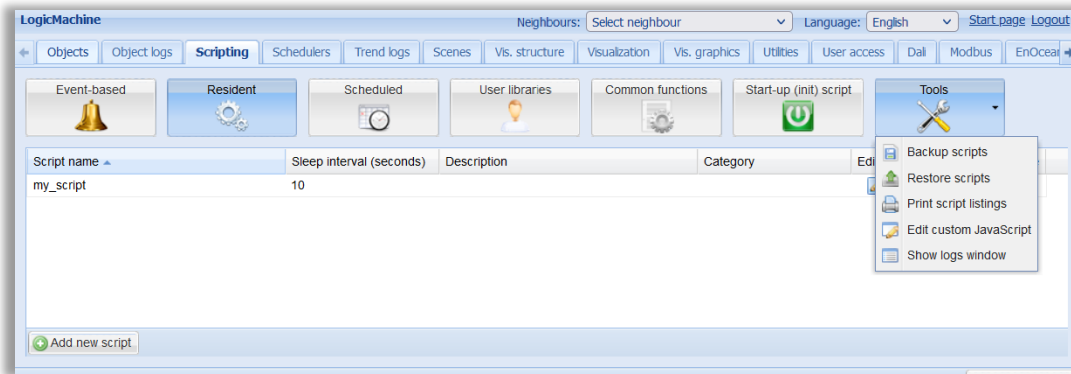 LogicMachine
Neighbours: Select neighbour Language: English Start page Logout
Objects Object logs Scripting Schedulers Trend logs Scenes Vis. structure Visualization Vis. graphics Utilities User access Dali Modbus
Event-based Resident Scheduled User libraries Common functions Start-up (init) script Tools
Script name Sleep interval (seconds) Description Category
my_script 10
Backup scripts
Restore scripts
Print script listings
Edit custom JavaScript
Show logs window
Add new script